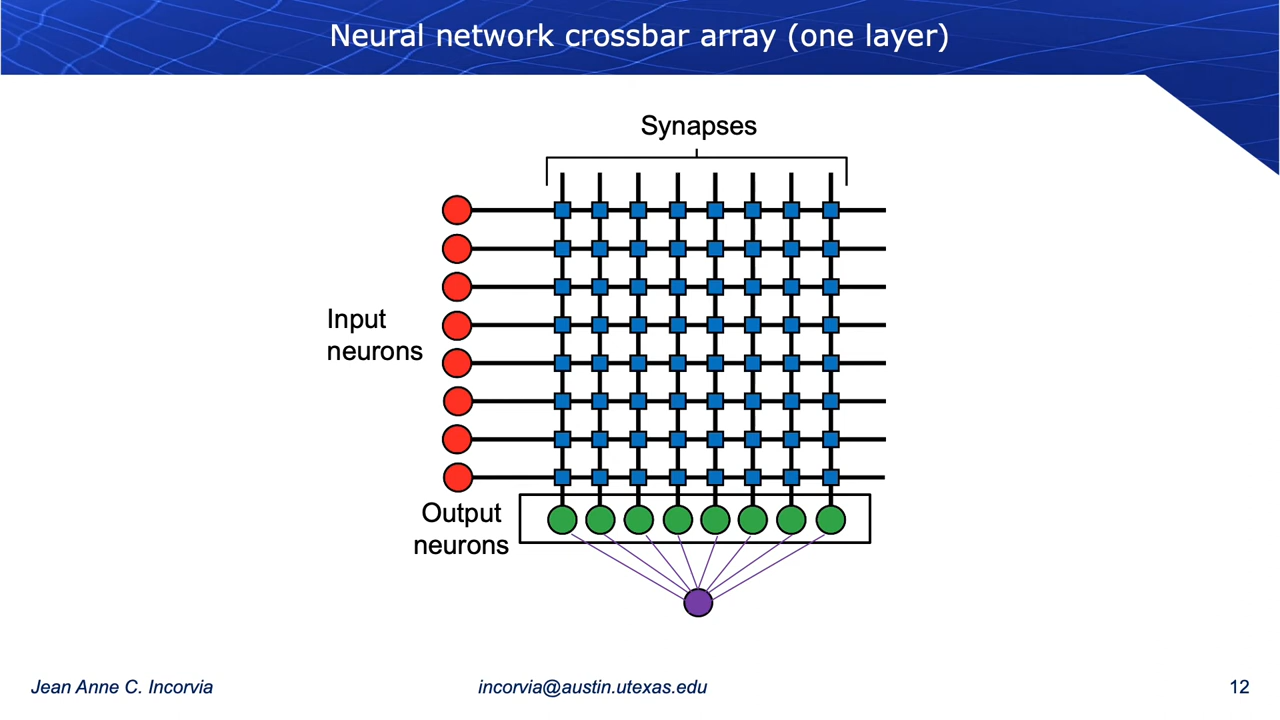 Neural network crossbar array (one layer)
Synapses
Input
neurons
Output
neurons
Jean Anne C. Incorvia
incorvia@austin.utexas.edu
12